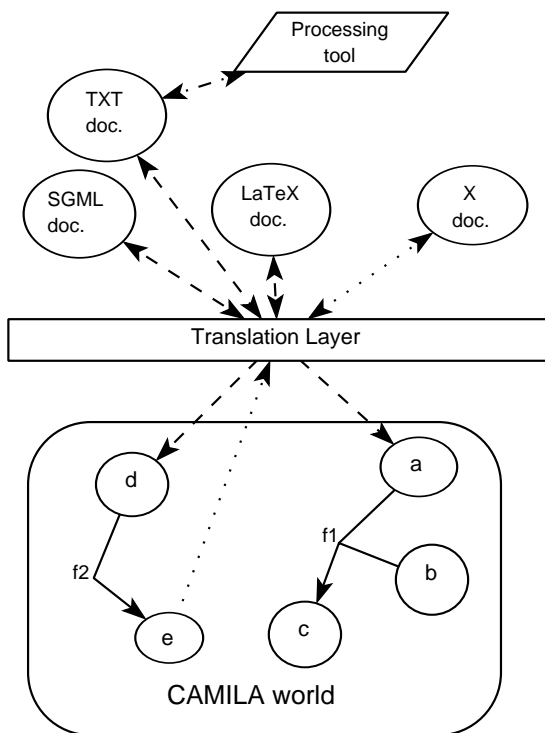 Processing
tool
TXT
doc.
SGML
doc.
LaTeX
doc.
X
doc.
Translation Layer
d
a
f1
f2
b
c
e
CAMILA world